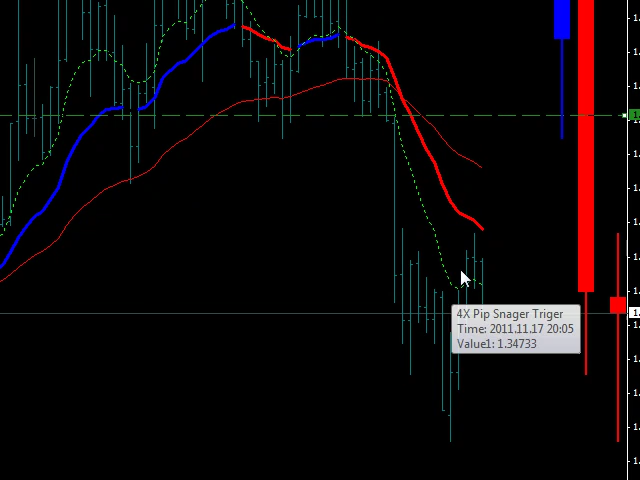 4X Pip Snager Triger
Time: 2011.11.17 20:05
Value1: 1.34733